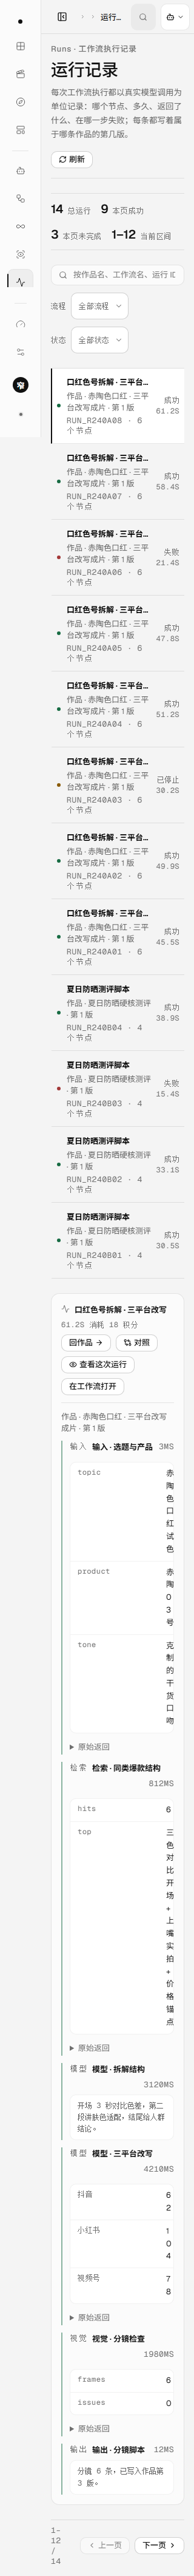 运行…
Runs · 工作流执行记录
运行记录
每次工作流执行都以真实模型调用为
单位记录：哪个节点、多久、返回了
什么、在哪一步失败；每条都写着属
于哪条作品的第几版。
刷新
14 总运行 9 本页成功
3 本页未完成 1–12 当前区间
按作品名、工作流名、运行 ID
流程 全部流程
状态 全部状态
口红色号拆解 · 三平台…
作品 · 赤陶色口红 · 三平
台改写成片 · 第 1 版
RUN_R240A08 · 6
个节点
成功
61.2S
口红色号拆解 · 三平台…
作品 · 赤陶色口红 · 三平
台改写成片 · 第 1 版
RUN_R240A07 · 6
个节点
成功
58.4S
口红色号拆解 · 三平台…
作品 · 赤陶色口红 · 三平
台改写成片 · 第 1 版
RUN_R240A06 · 6
个节点
失败
21.4S
口红色号拆解 · 三平台…
作品 · 赤陶色口红 · 三平
台改写成片 · 第 1 版
RUN_R240A05 · 6
个节点
成功
47.8S
口红色号拆解 · 三平台…
作品 · 赤陶色口红 · 三平
台改写成片 · 第 1 版
RUN_R240A04 · 6
个节点
成功
51.2S
口红色号拆解 · 三平台…
作品 · 赤陶色口红 · 三平
台改写成片 · 第 1 版
RUN_R240A03 · 6
个节点
已停止
30.2S
口红色号拆解 · 三平台…
作品 · 赤陶色口红 · 三平
台改写成片 · 第 1 版
RUN_R240A02 · 6
个节点
成功
49.9S
口红色号拆解 · 三平台…
作品 · 赤陶色口红 · 三平
台改写成片 · 第 1 版
RUN_R240A01 · 6
个节点
成功
45.5S
夏日防晒测评脚本
作品 · 夏日防晒硬核测评
· 第 1 版
RUN_R240B04 · 4
个节点
成功
38.9S
夏日防晒测评脚本
作品 · 夏日防晒硬核测评
· 第 1 版
RUN_R240B03 · 4
个节点
失败
15.4S
夏日防晒测评脚本
作品 · 夏日防晒硬核测评
· 第 1 版
RUN_R240B02 · 4
个节点
成功
33.1S
夏日防晒测评脚本
作品 · 夏日防晒硬核测评
· 第 1 版
RUN_R240B01 · 4
个节点
成功
30.5S
口红色号拆解 · 三平台改写
61.2S 消耗 18 积分
回作品 → 对照
查看这次运行
在工作流打开
作品 · 赤陶色口红 · 三平台改写
成片 · 第 1 版
输入 输入 · 选题与产品 3MS
topic
赤
陶
色
口
红
试
色
product
赤
陶
0
3
号
tone
克
制
的
干
货
口
吻
▶ 原始返回
检索 检索 · 同类爆款结构
812MS
hits 6
top
三
色
对
比
开
场
+
上
嘴
实
拍
+
价
格
锚
点
▶ 原始返回
模型 模型 · 拆解结构
3120MS
开场 3 秒对比色差，第二
段讲肤色适配，结尾给人群
结论。
模型 模型 · 三平台改写
4210MS
抖音
6
2
小红书
1
0
4
视频号
7
8
▶ 原始返回
视觉 视觉 · 分镜检查
1980MS
frames 6
issues 0
▶ 原始返回
输出 输出 · 分镜脚本 12MS
分镜 6 条，已写入作品第
3 版。
1–
12
/
14
上一页 下一页